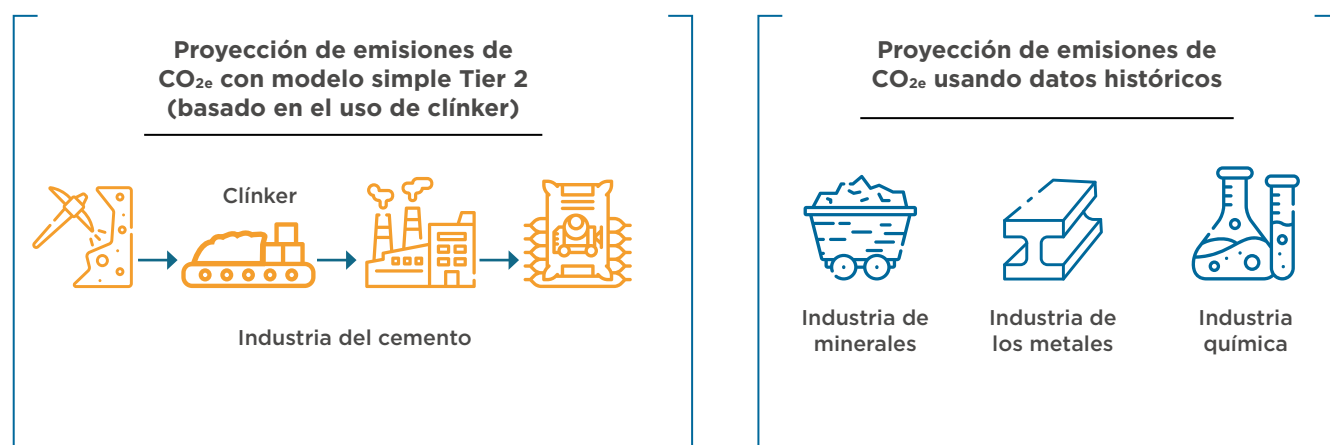 Proyección de emisiones de
CO₂ₑ con modelo simple Tier 2
(basado en el uso de clínker)
Clínker
Industria del cemento
Proyección de emisiones de
CO₂ₑ usando datos históricos
Industria de
minerales
Industria de
los metales
Industria
química